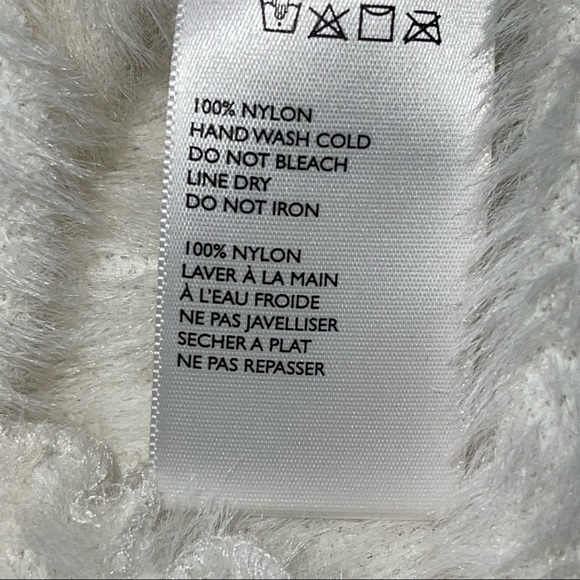 100% NYLON
HAND WASH COLD
DO NOT BLEACH
LINE DRY
DO NOT IRON
100% NYLON
LAVER À LA MAIN
À L'EAU FROIDE
NE PAS JAVELLISER
SECHER A PLAT
NE PAS REPASSER